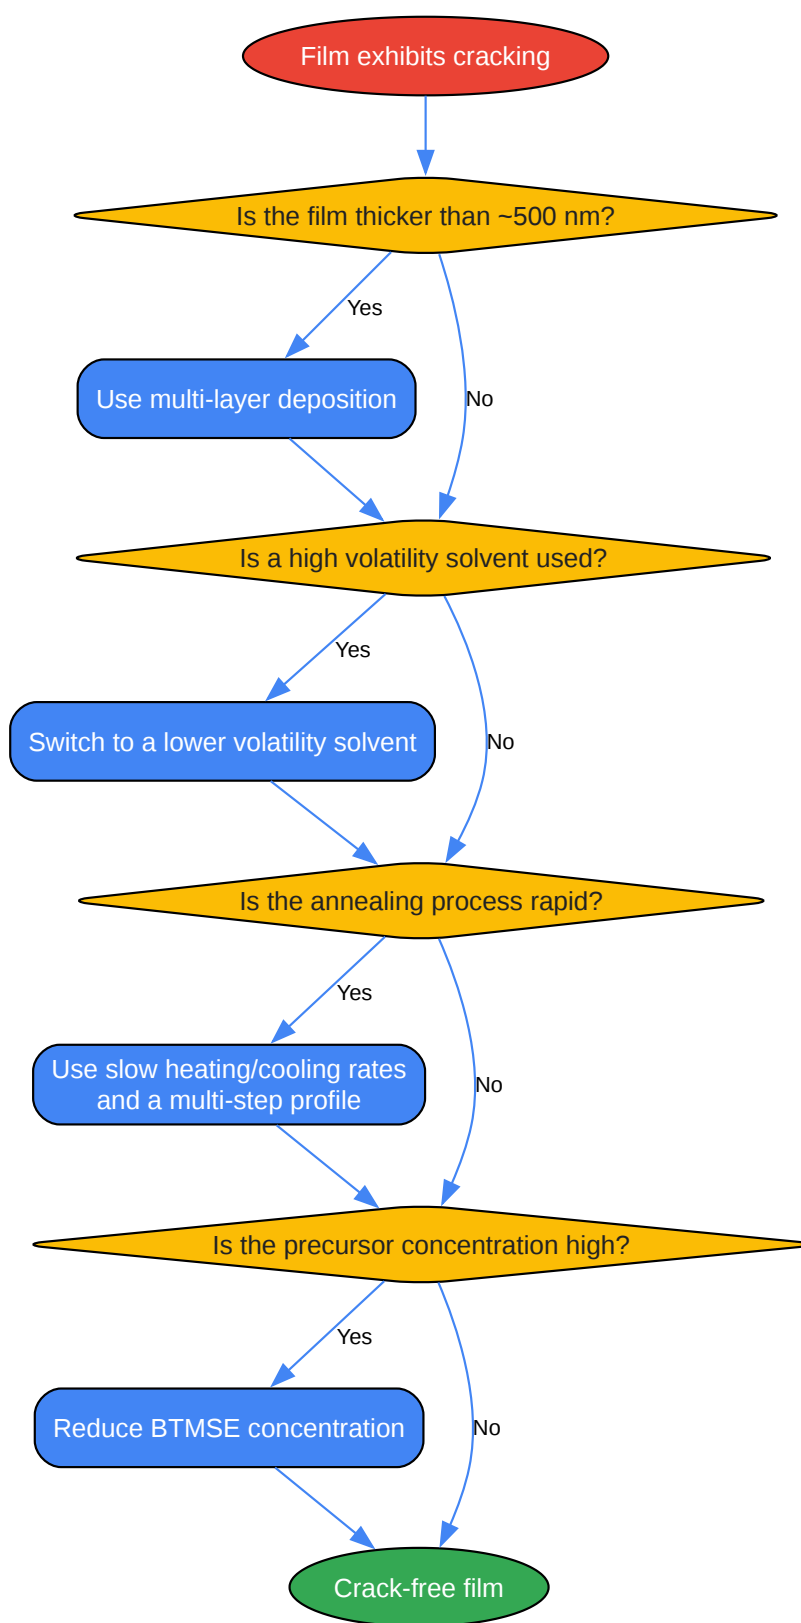 Film exhibits cracking
Is the film thicker than ~500 nm?
Yes
Use multi-layer deposition
No
Is a high volatility solvent used?
Yes
Switch to a lower volatility solvent
No
Is the annealing process rapid?
Yes
Use slow heating/cooling rates
and a multi-step profile
No
Is the precursor concentration high?
Yes
Reduce BTMSE concentration
No
Crack-free film